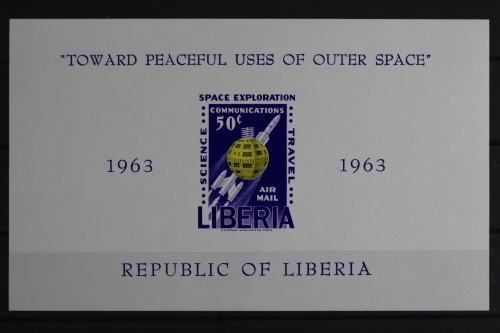 "TOWARD PEACEFUL USES OF OUTER SPACE"
SPACE EXPLORATION
COMMUNICATIONS
50¢
SCIENCE
TRAVEL
1963
1963
AIR
MAIL
LIBERIA
REPUBLIC OF LIBERIA